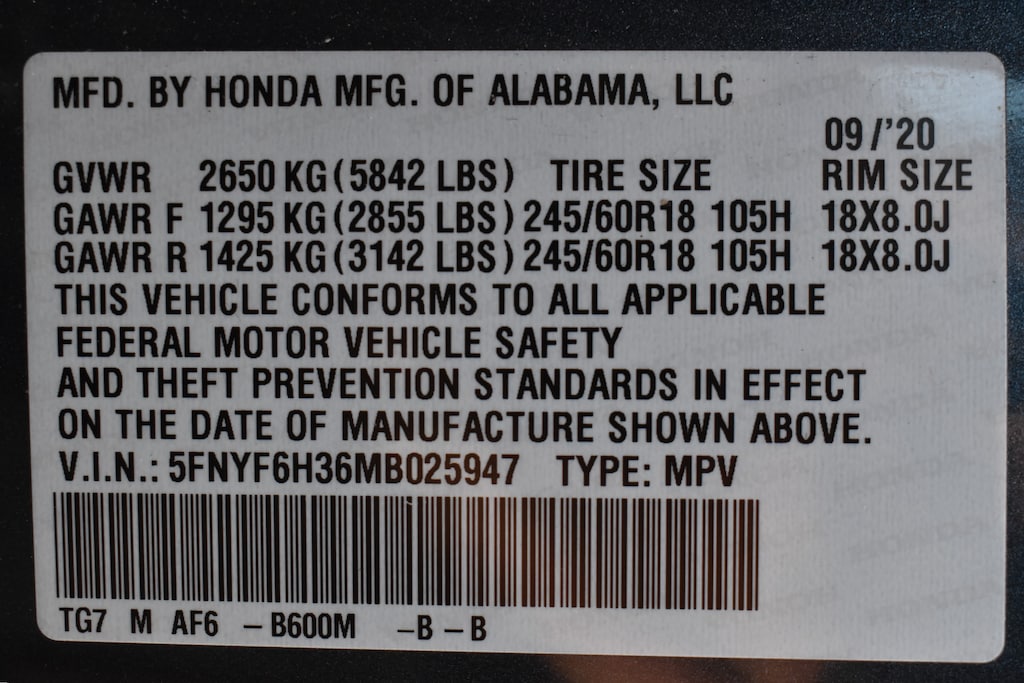 MFD. BY HONDA MFG. OF ALABAMA, LLC
09/'20
GVWR 2650 KG (5842 LBS) TIRE SIZE RIM SIZE
GAWR F 1295 KG (2855 LBS) 245/60R18 105H 18X8.0J
GAWR R 1425 KG (3142 LBS) 245/60R18 105H 18X8.0J
THIS VEHICLE CONFORMS TO ALL APPLICABLE
FEDERAL MOTOR VEHICLE SAFETY
AND THEFT PREVENTION STANDARDS IN EFFECT
ON THE DATE OF MANUFACTURE SHOWN ABOVE.
V.I.N.: 5FNYF6H36MB025947 TYPE: MPV
TG7 M AF6 – B600M –B – B